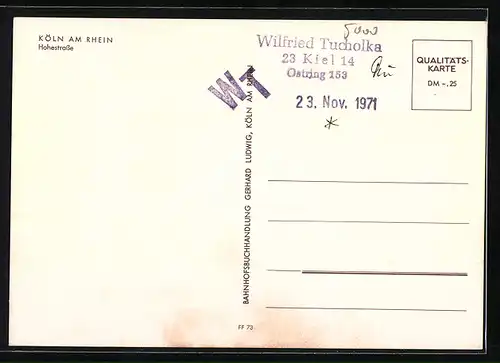 KÖLN AM RHEIN
Hohestraße
5000
Wilfried Tucholka
23 Kiel 14
Ostring 153
23. Nov. 1971
*
QUALITÄTS-
KARTE
DM -,25
WT
BAHNHOFSBUCHHANDLUNG GERHARD LUDWIG, KÖLN AM RHEIN
FF 73